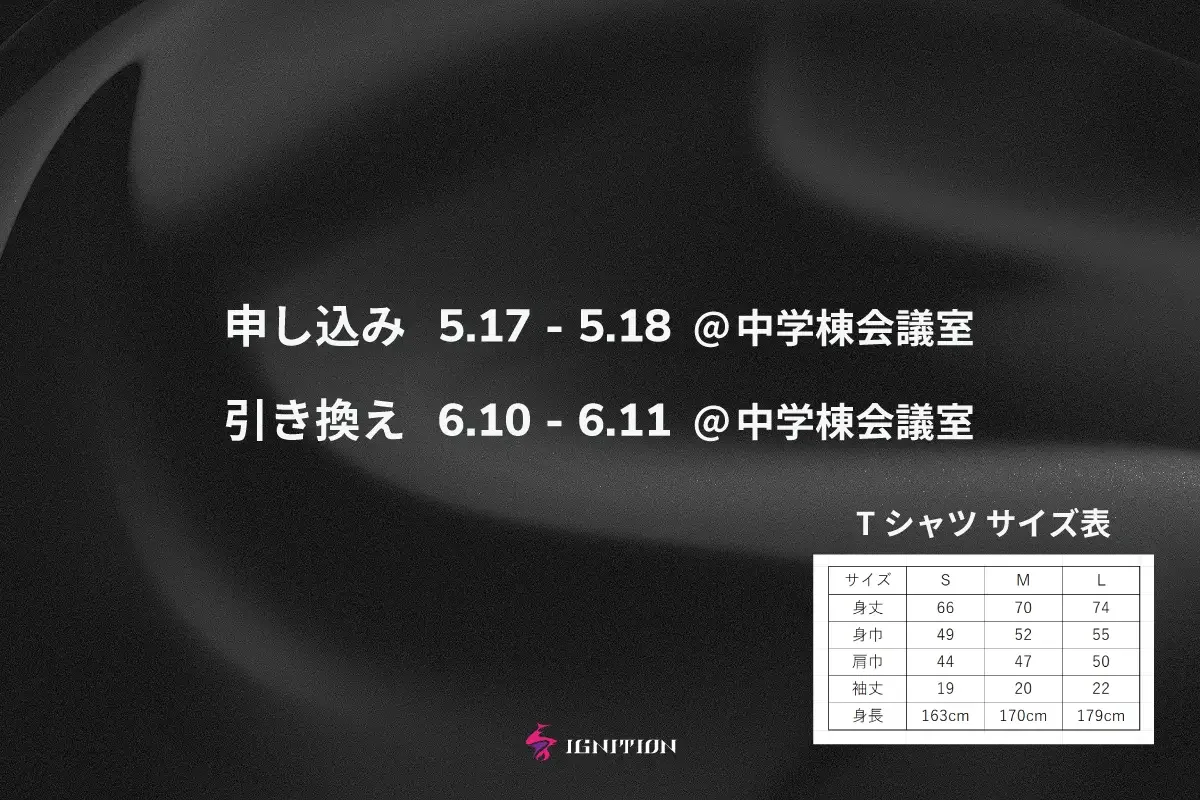 申し込み 5.17 - 5.18 @中学棟会議室
引き換え 6.10 - 6.11 @中学棟会議室
T シャツ サイズ表
サイズ S M L
身丈 66 70 74
身巾 49 52 55
肩巾 44 47 50
袖丈 19 20 22
身長 163cm 170cm 179cm
IGNITION